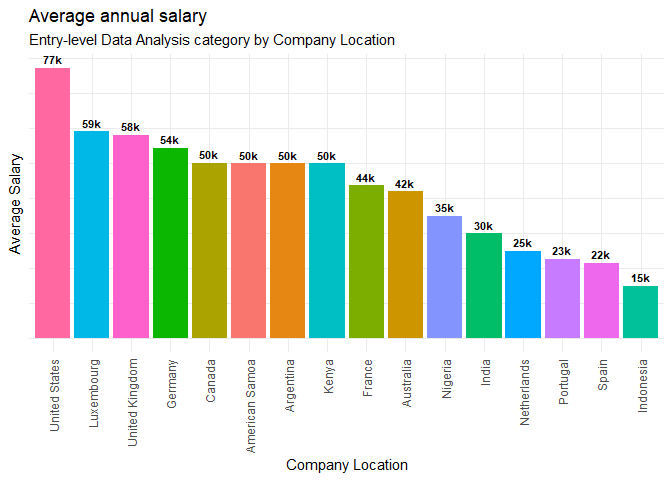 Average annual salary
Entry-level Data Analysis category by Company Location
77k
59k
58k
54k
50k
50k
50k
50k
44k
42k
35k
30k
25k
23k
22k
15k
Average Salary
United States
Luxembourg
United Kingdom
Germany
Canada
American Samoa
Argentina
Kenya
France
Australia
Nigeria
India
Netherlands
Portugal
Spain
Indonesia
Company Location